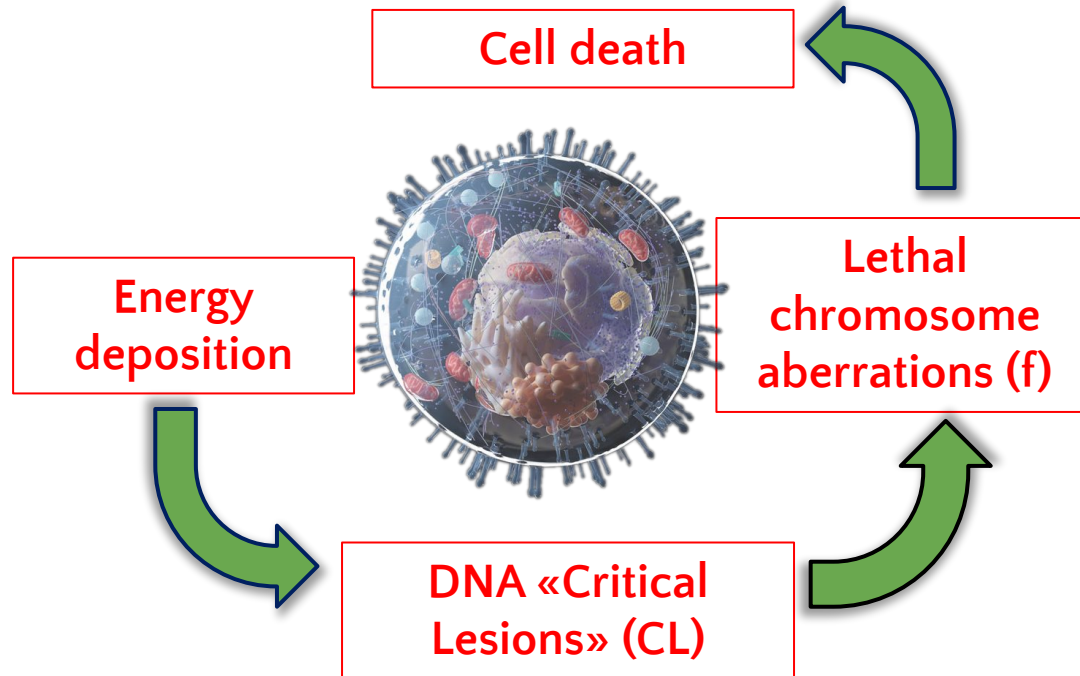 Cell death
Energy
deposition
Lethal
chromosome
aberrations (f)
DNA «Critical
Lesions» (CL)